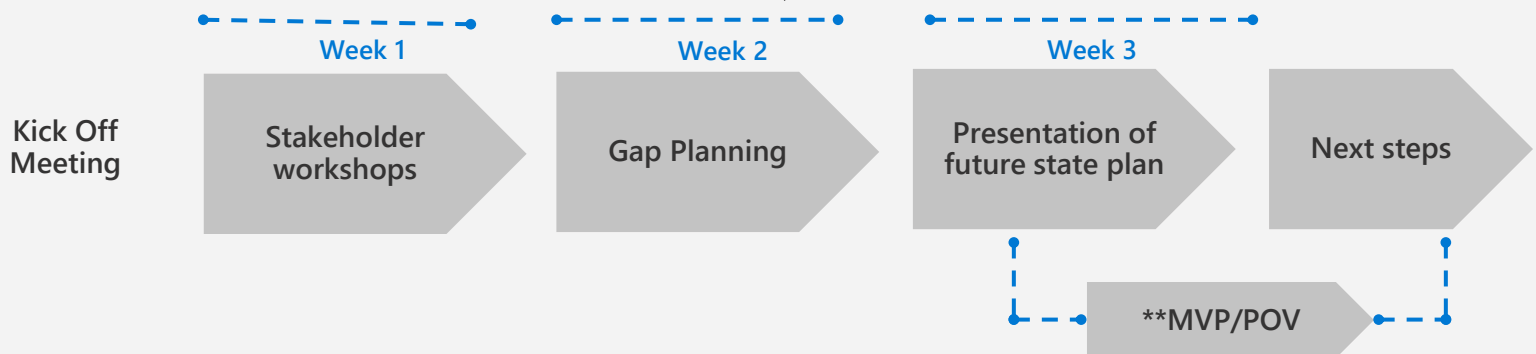 Week 1
Week 2
Week 3
Kick Off
Meeting
Stakeholder
workshops
Gap Planning
Presentation of
future state plan
Next steps
**MVP/POV